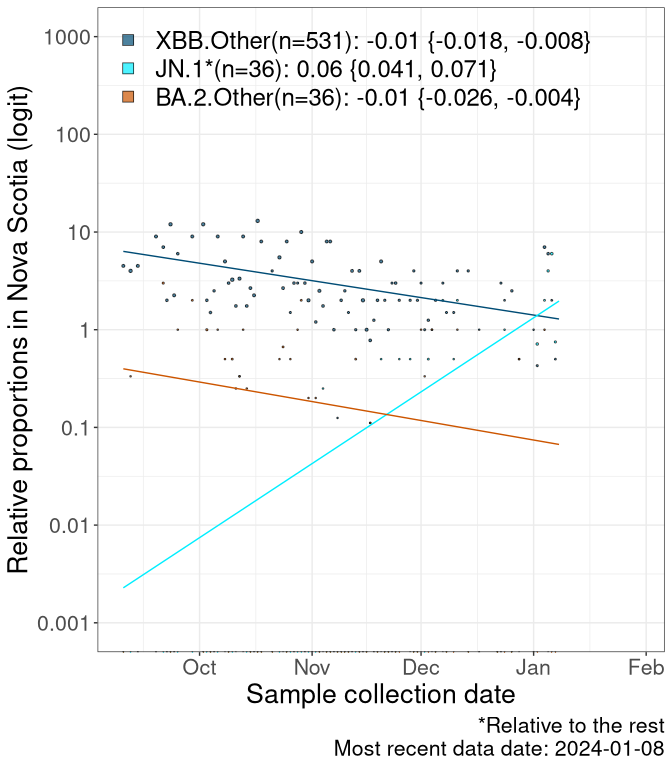 XBB.Other(n=531): -0.01 {-0.018, -0.008}
JN.1*(n=36): 0.06 {0.041, 0.071}
BA.2.Other(n=36): -0.01 {-0.026, -0.004}
Relative proportions in Nova Scotia (logit)
1000
100
10
1
0.1
0.01
0.001
Oct Nov Dec Jan Feb
Sample collection date
*Relative to the rest
Most recent data date: 2024-01-08